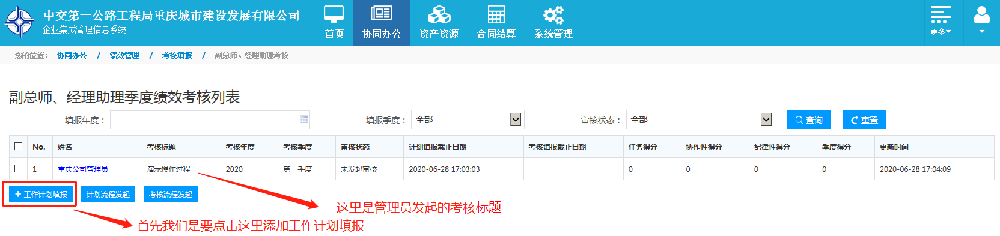 中交第一公路工程局重庆城市建设发展有限公司
企业集成管理信息系统
首页
协同办公
资产资源
合同结算
系统管理
更多
您的位置： 协同办公 / 绩效管理 / 考核填报 / 副总师、经理助理考核
副总师、经理助理季度绩效考核列表
填报年度： 填报季度： 全部 审核状态： 全部 查询 重置
No. 姓名 考核标题 考核年度 考核季度 审核状态 计划填报截止日期 考核填报截止日期 任务得分 协作性得分 纪律性得分 季度得分 更新时间
1 重庆公司管理员 演示操作过程 2020 第一季度 未发起审核 2020-06-28 17:03:03 0 0 0 0 2020-06-28 17:04:09
+ 工作计划填报 计划流程发起 考核流程发起
这里是管理员发起的考核标题
首先我们是要点击这里添加工作计划填报